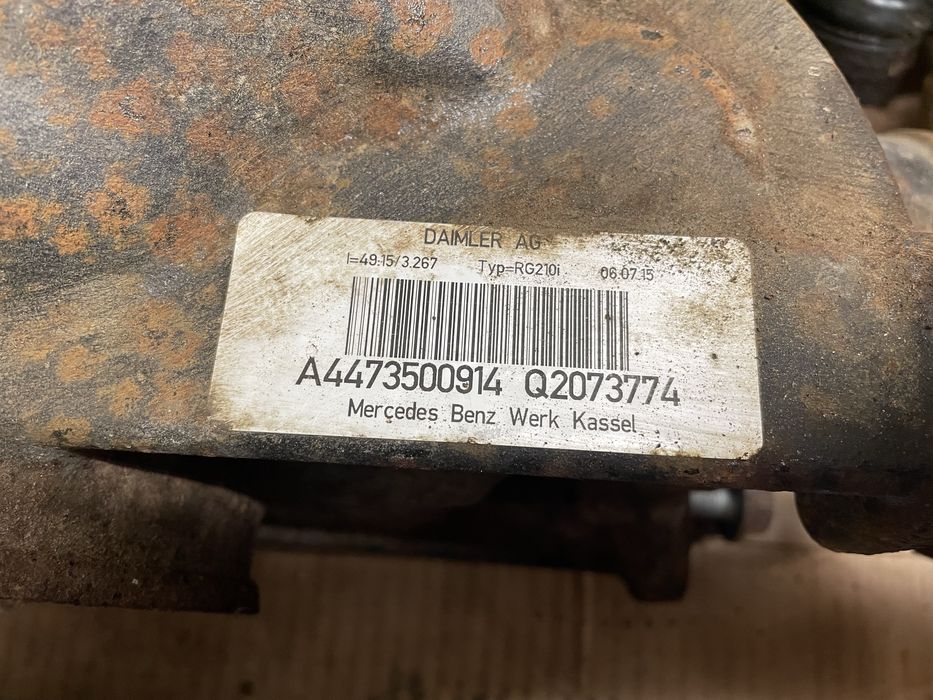 DAIMLER AG
I=49:15/3.267 Typ=RG210i 06.07.15
A4473500914 Q2073774
Mercedes Benz Werk Kassel